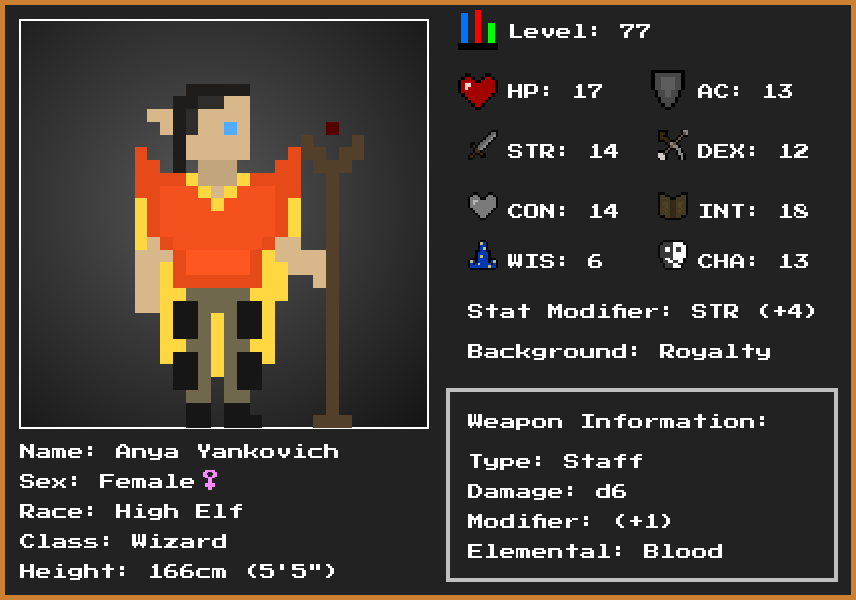 Level: 77
HP: 17 AC: 13
STR: 14 DEX: 12
CON: 14 INT: 18
WIS: 6 CHA: 13
Stat Modifier: STR (+4)
Background: Royalty
Weapon Information:
Type: Staff
Damage: d6
Modifier: (+1)
Elemental: Blood
Name: Anya Yankovich
Sex: Female♀
Race: High Elf
Class: Wizard
Height: 166cm (5'5")